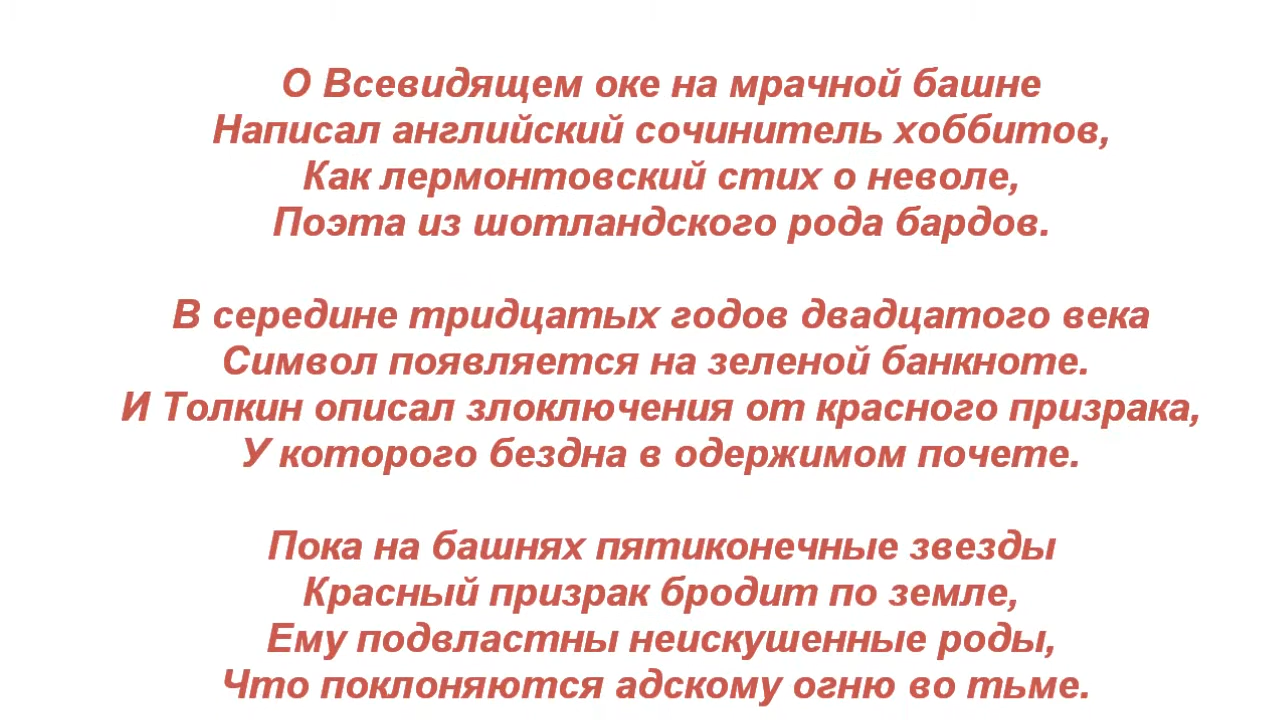 О Всевидящем оке на мрачной башне
Написал английский сочинитель хоббитов,
Как лермонтовский стих о неволе,
Поэта из шотландского рода бардов.
В середине тридцатых годов двадцатого века
Символ появляется на зеленой банкноте.
И Толкин описал злоключения от красного призрака,
У которого бездна в одержимом почете.
Пока на башнях пятиконечные звезды
Красный призрак бродит по земле,
Ему подвластны неискушенные роды,
Что поклоняются адскому огню во тьме.